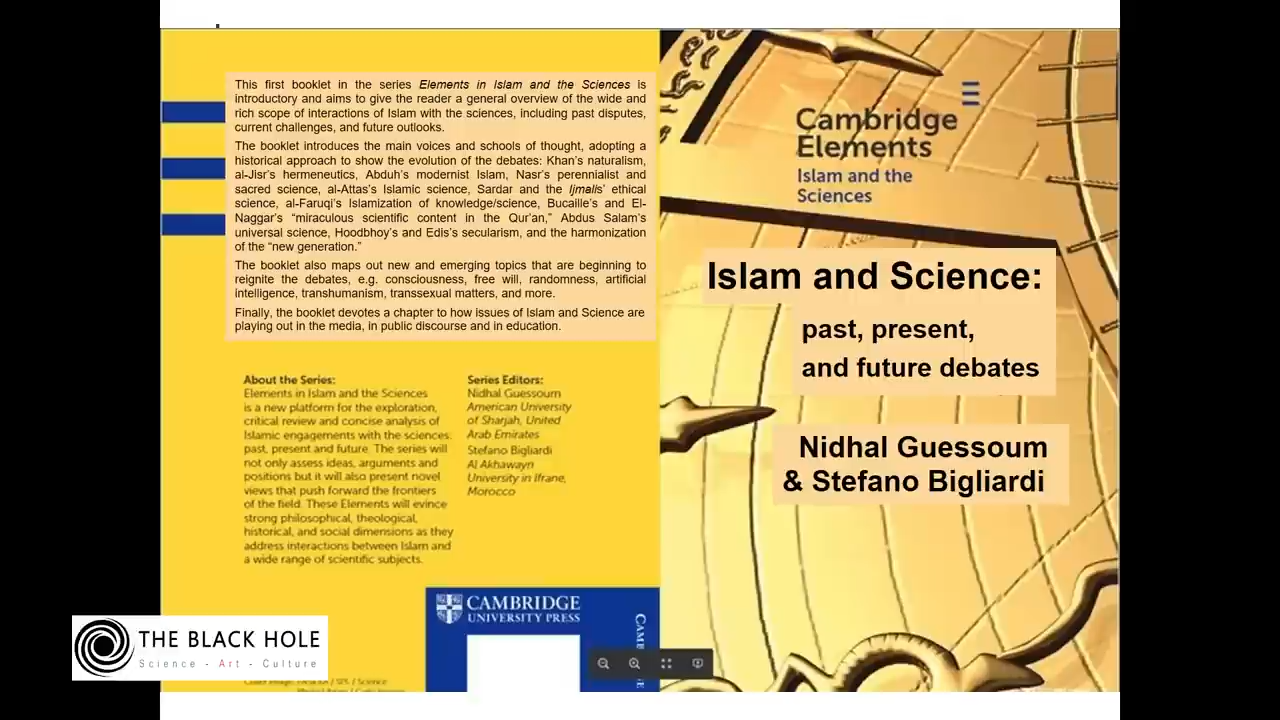 This first booklet in the series Elements in Islam and the Sciences is
introductory and aims to give the reader a general overview of the wide and
rich scope of interactions of Islam with the sciences, including past disputes,
current challenges, and future outlooks.
The booklet introduces the main voices and schools of thought, adopting a
historical approach to show the evolution of the debates: Khan's naturalism,
al-Jisr's hermeneutics, Abduh's modernist Islam, Nasr's perennialist and
sacred science, al-Attas's Islamic science, Sardar and the Ijmalis' ethical
science, al-Faruqi's Islamization of knowledge/science, Bucaille's and El-
Naggar's “miraculous scientific content in the Qur'an,” Abdus Salam's
universal science, Hoodbhoy's and Edis's secularism, and the harmonization
of the “new generation.”
The booklet also maps out new and emerging topics that are beginning to
reignite the debates, e.g. consciousness, free will, randomness, artificial
intelligence, transhumanism, transsexual matters, and more.
Finally, the booklet devotes a chapter to how issues of Islam and Science are
playing out in the media, in public discourse and in education.
About the Series:
Elements in Islam and the Sciences
is a new platform for the exploration,
critical review and concise analysis of
Islamic engagements with the sciences:
past, present and future. The series will
not only assess ideas, arguments and
positions but it will also present novel
views that push forward the frontiers
of the field. These Elements will evince
strong philosophical, theological,
historical, and social dimensions as they
address interactions between Islam and
a wide range of scientific subjects.
Series Editors:
Nidhal Guessoum
American University
of Sharjah, United
Arab Emirates
Stefano Bigliardi
Al Akhawayn
University in Ifrane,
Morocco
CAMBRIDGE
UNIVERSITY PRESS
Cambridge
Elements
Islam and the
Sciences
Islam and Science:
past, present,
and future debates
Nidhal Guessoum
& Stefano Bigliardi
THE BLACK HOLE
Science - Art - Culture